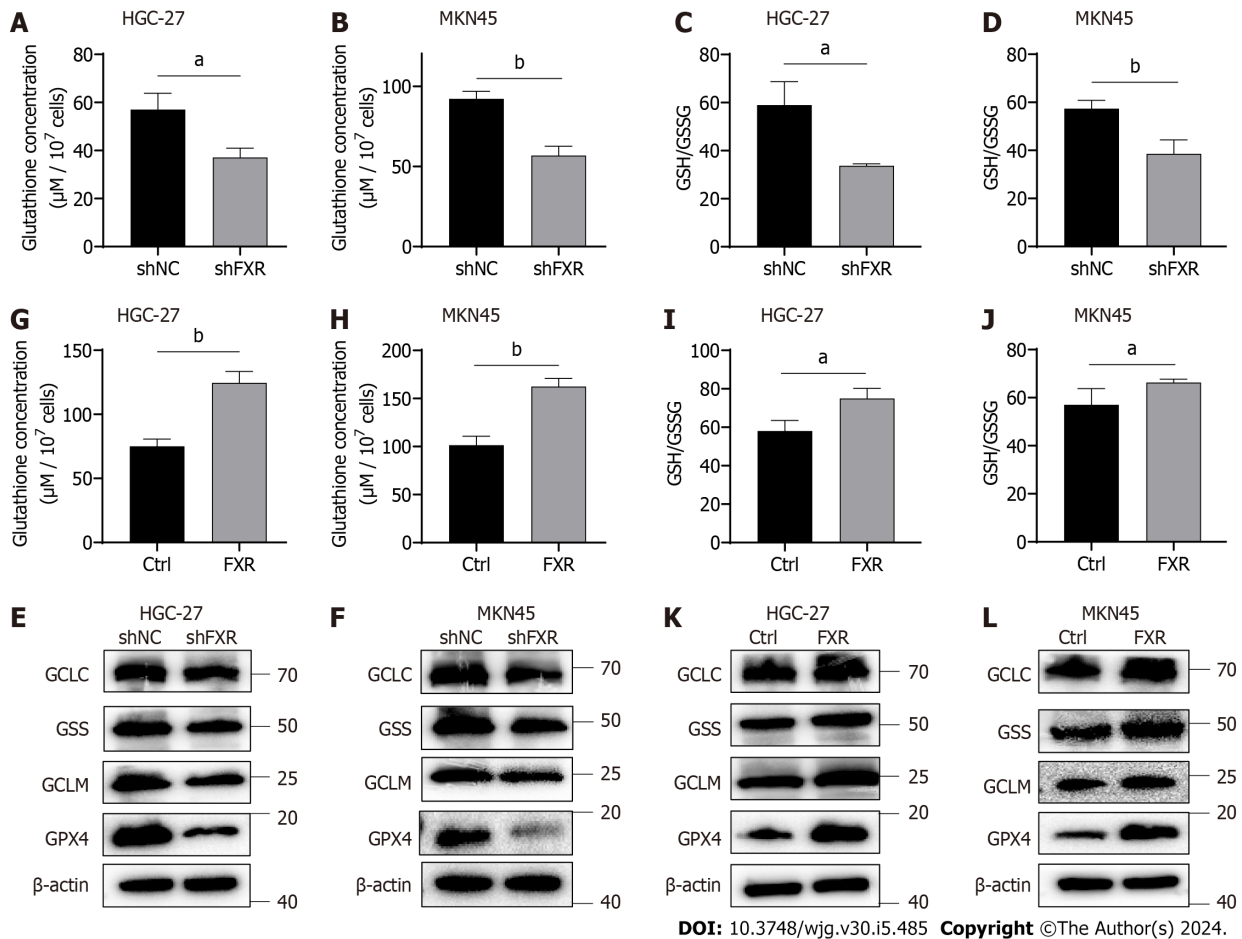 A
HGC-27
Glutathione concentration
(μM / 10⁷ cells)
80
60
40
20
0
a
shNC shFXR
B
MKN45
Glutathione concentration
(μM / 10⁷ cells)
100
50
0
b
shNC shFXR
C
HGC-27
GSH/GSSG
80
60
40
20
0
a
shNC shFXR
D
MKN45
GSH/GSSG
80
60
40
20
0
b
shNC shFXR
G
HGC-27
Glutathione concentration
(μM / 10⁷ cells)
150
100
50
0
b
Ctrl FXR
H
MKN45
Glutathione concentration
(μM / 10⁷ cells)
200
150
100
50
0
b
Ctrl FXR
I
HGC-27
GSH/GSSG
100
80
60
40
20
0
a
Ctrl FXR
J
MKN45
GSH/GSSG
80
60
40
20
0
a
Ctrl FXR
E
HGC-27
shNC shFXR
GCLC 70
GSS 50
GCLM 25
GPX4 20
β-actin 40
F
MKN45
shNC shFXR
GCLC 70
GSS 50
GCLM 25
GPX4 20
β-actin 40
K
HGC-27
Ctrl FXR
GCLC 70
GSS 50
GCLM 25
GPX4 20
β-actin 40
L
MKN45
Ctrl FXR
GCLC 70
GSS 50
GCLM 25
GPX4 20
β-actin 40
DOI: 10.3748/wjg.v30.i5.485 Copyright ©The Author(s) 2024.